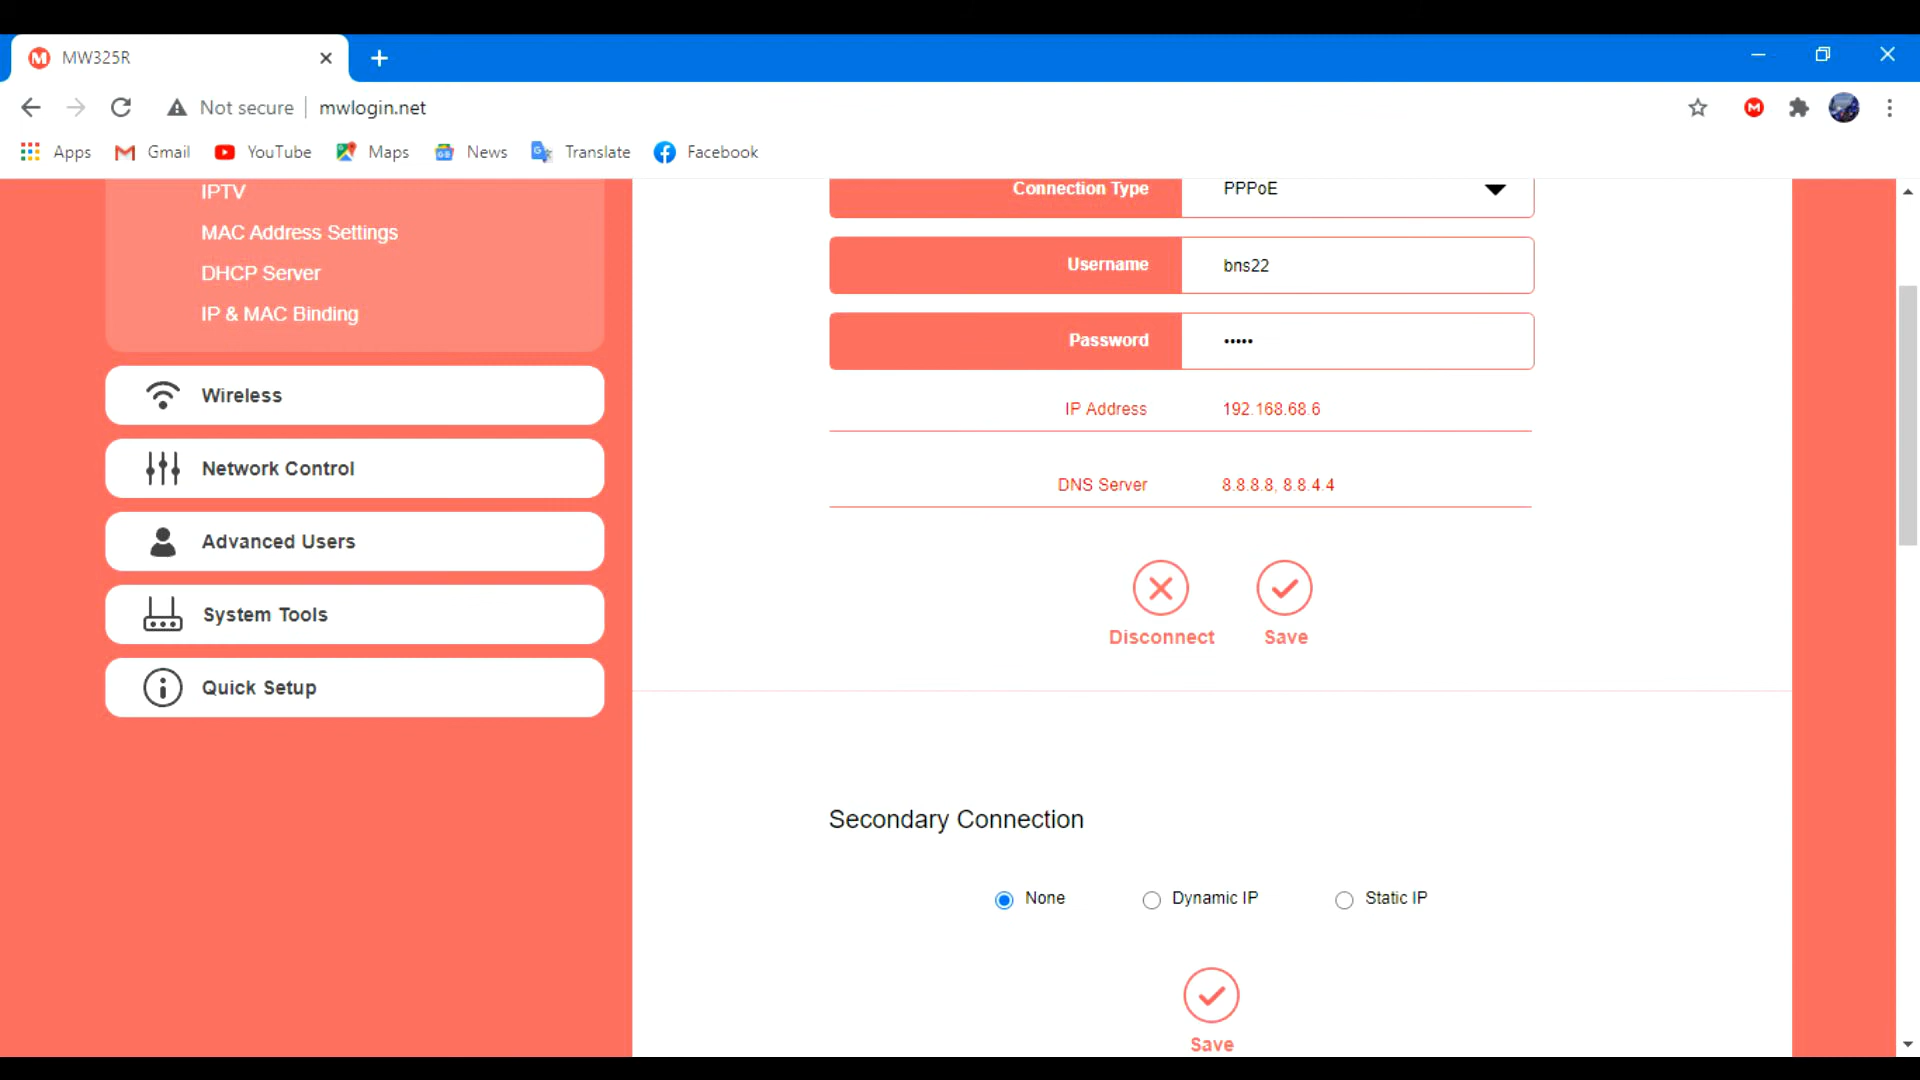 MW325R
Not secure mwlogin.net
Apps Gmail YouTube Maps News Translate Facebook
IPTV
MAC Address Settings
DHCP Server
IP & MAC Binding
Wireless
Network Control
Advanced Users
System Tools
Quick Setup
Connection Type PPPoE
Username bns22
Password •••••
IP Address 192.168.68.6
DNS Server 8.8.8.8, 8.8.4.4
Disconnect Save
Secondary Connection
None Dynamic IP Static IP
Save